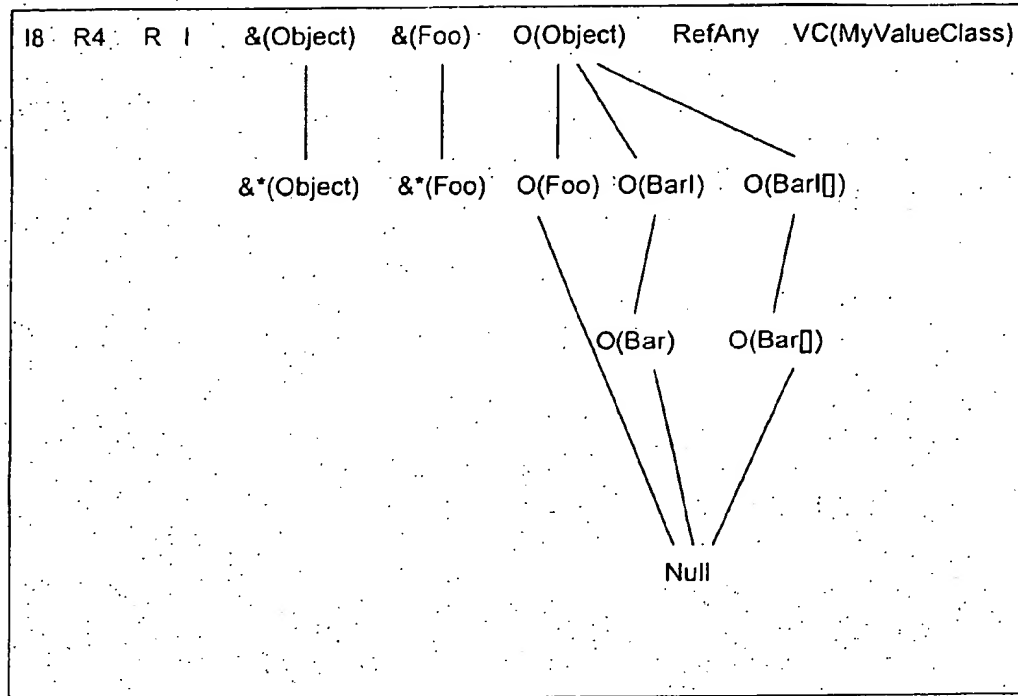 I8 R4 R I &(Object) &(Foo) O(Object) RefAny VC(MyValueClass)
&*(Object) &*(Foo) O(Foo) O(BarI) O(BarI[])
O(Bar) O(Bar[])
Null